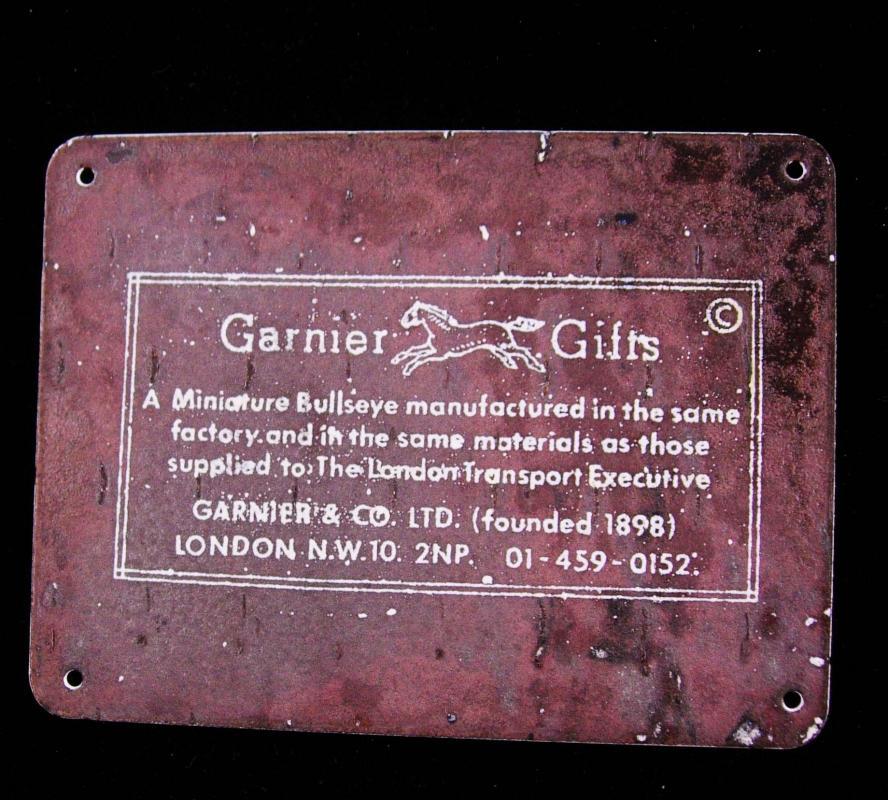 Garnier Gifts ©
A Miniature Bullseye manufactured in the same
factory and in the same materials as those
supplied to The London Transport Executive
GARNIER & CO. LTD. (founded 1898)
LONDON N.W.10. 2NP. 01-459-0152.